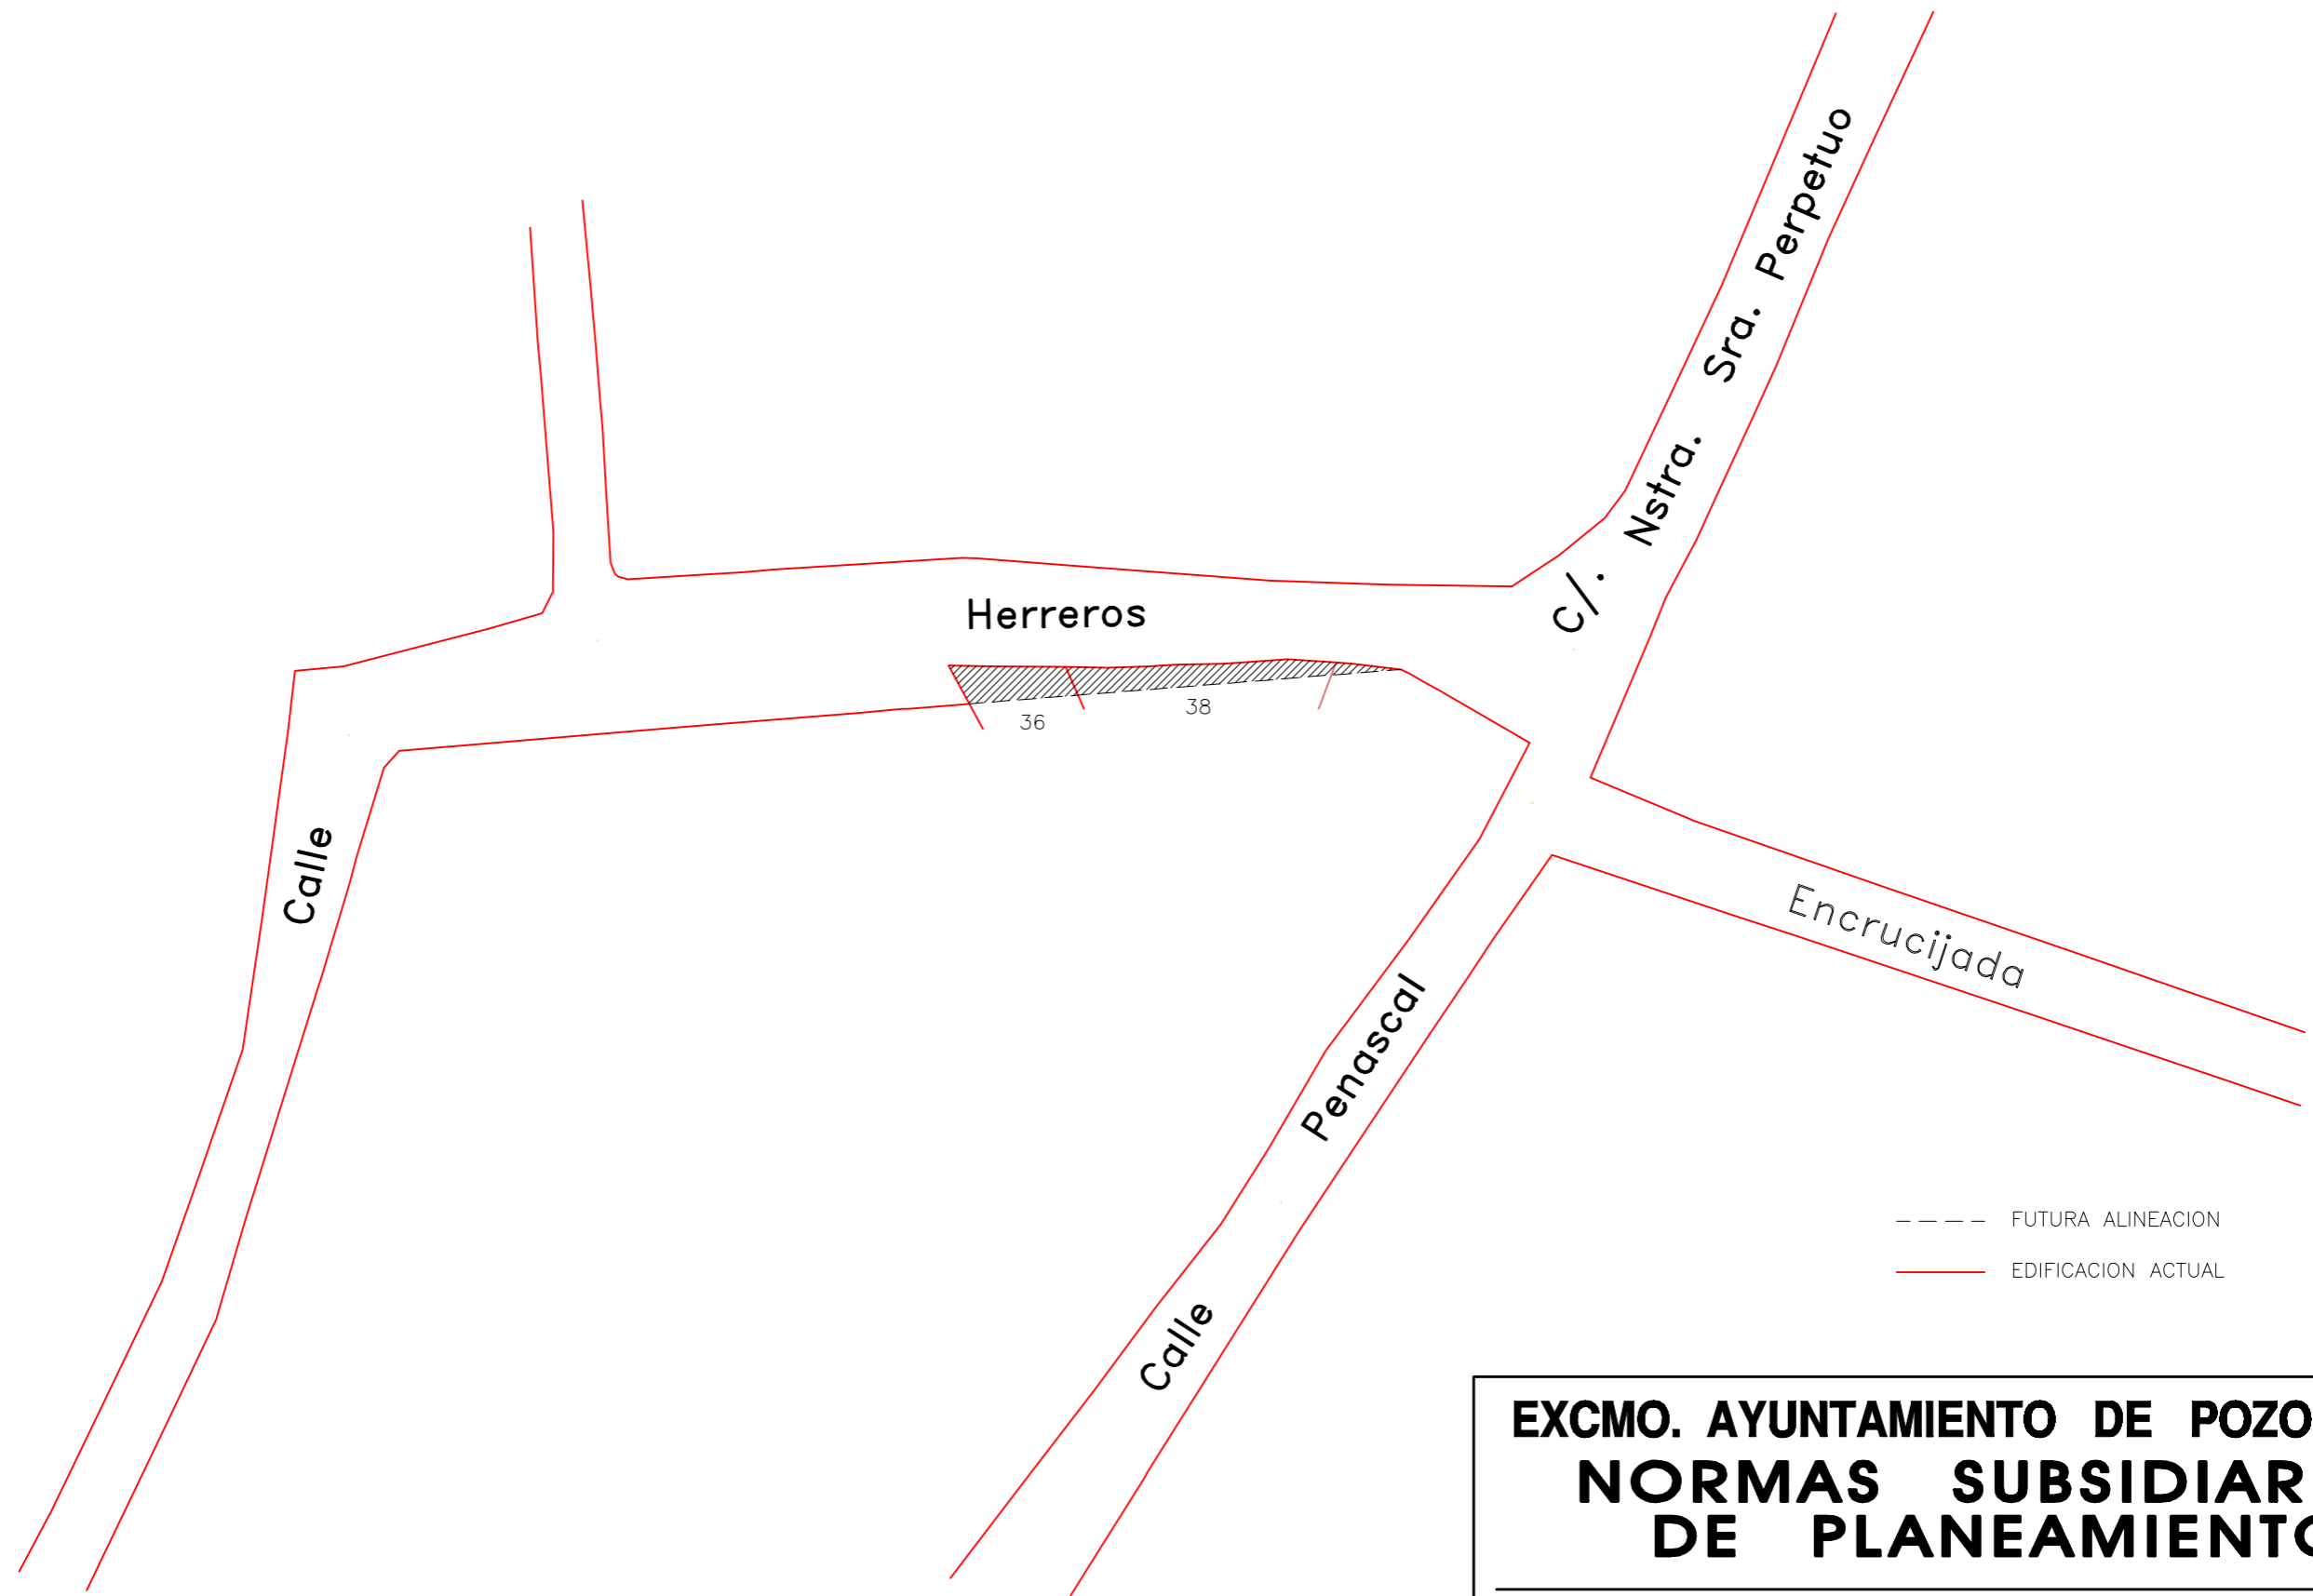 C/. Nstra. Sra. Perpetuo
Herreros
36
38
Calle
Encrucijada
Calle Penascal
FUTURA ALINEACION
EDIFICACION ACTUAL
EXCMO. AYUNTAMIENTO DE POZO
NORMAS SUBSIDIAR
DE PLANEAMIENTO